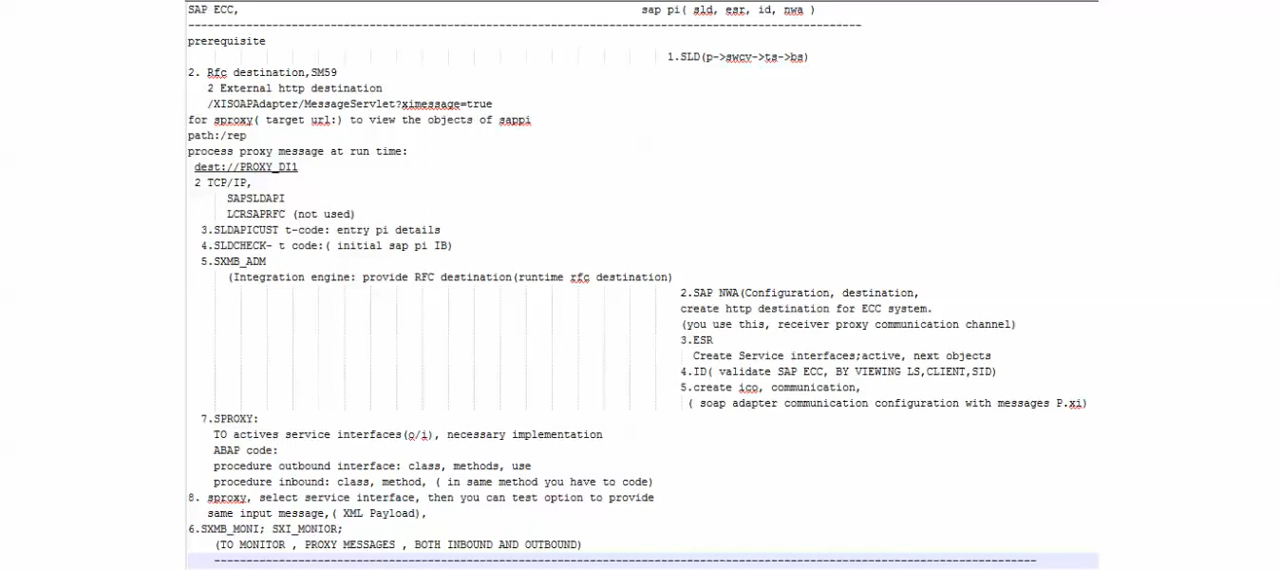 SAP ECC, sap pi( sld, esr, id, nwa )
---------------------------------------------------------------------------------------------------
prerequisite
1.SLD(p->swcv->ts->bs)
2. Rfc destination,SM59
2 External http destination
/XISOAPAdapter/MessageServlet?ximessage=true
for sproxy( target url:) to view the objects of sappi
path:/rep
process proxy message at run time:
dest://PROXY_DI1
2 TCP/IP,
SAPSLDAPI
LCRSAPRFC (not used)
3.SLDAPICUST t-code: entry pi details
4.SLDCHECK- t code:( initial sap pi IB)
5.SXMB_ADM
(Integration engine: provide RFC destination(runtime rfc destination)
2.SAP NWA(Configuration, destination,
create http destination for ECC system.
(you use this, receiver proxy communication channel)
3.ESR
Create Service interfaces;active, next objects
4.ID( validate SAP ECC, BY VIEWING LS,CLIENT,SID)
5.create ico, communication,
( soap adapter communication configuration with messages P.xi)
7.SPROXY:
TO actives service interfaces(o/i), necessary implementation
ABAP code:
procedure outbound interface: class, methods, use
procedure inbound: class, method, ( in same method you have to code)
8. sproxy, select service interface, then you can test option to provide
same input message,( XML Payload),
6.SXMB_MONI; SXI_MONIOR;
(TO MONITOR , PROXY MESSAGES , BOTH INBOUND AND OUTBOUND)
---------------------------------------------------------------------------------------------------